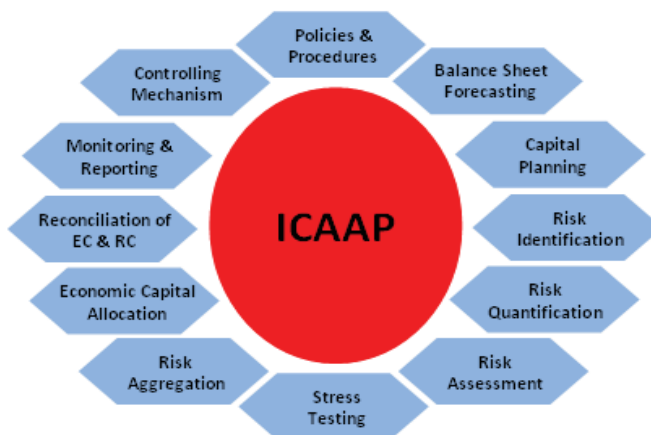 Policies &
Procedures
Balance Sheet
Forecasting
Capital
Planning
Risk
Identification
Risk
Quantification
Risk
Assessment
Stress
Testing
Risk
Aggregation
Economic Capital
Allocation
Reconciliation of
EC & RC
Monitoring &
Reporting
Controlling
Mechanism
ICAAP